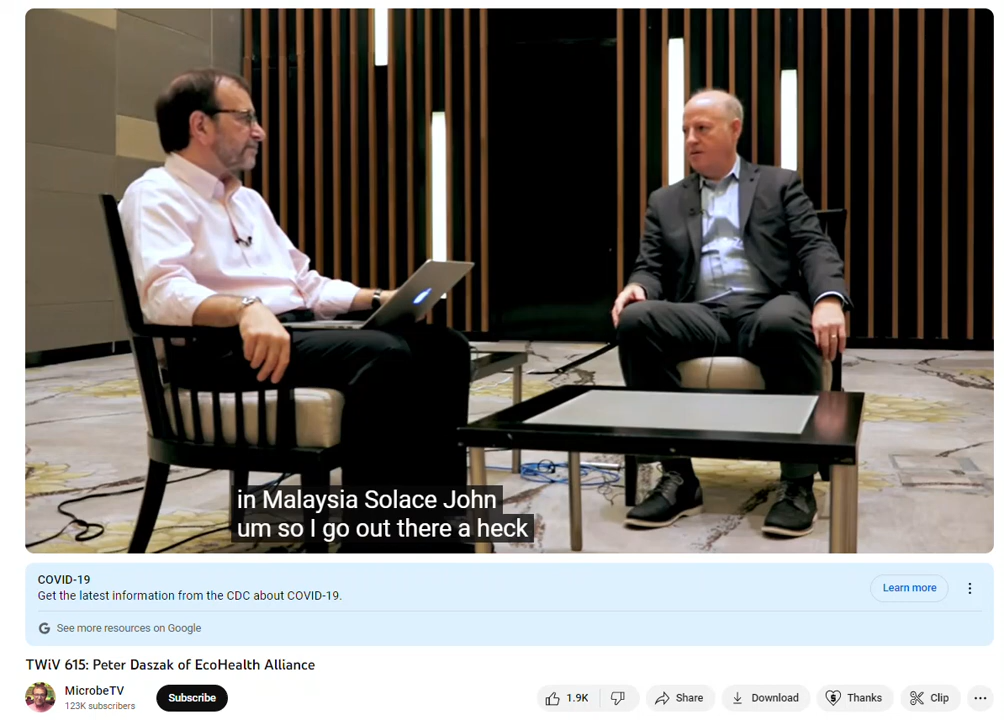 in Malaysia Solace John
um so I go out there a heck
COVID-19
Get the latest information from the CDC about COVID-19.
Learn more
See more resources on Google
TWiV 615: Peter Daszak of EcoHealth Alliance
MicrobeTV
123K subscribers
Subscribe
1.9K
Share
Download
Thanks
Clip